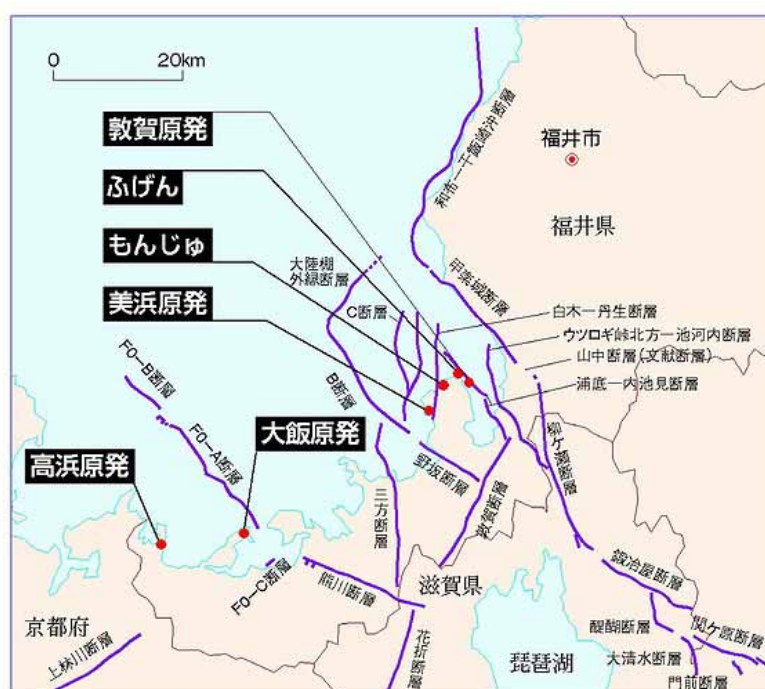 0 20km
敦賀原発
ふげん
もんじゅ
美浜原発
大飯原発
高浜原発
福井市
福井県
和布ー干飯崎沖断層
甲楽城断層
大陸棚
外縁断層
C断層
B断層
白木ー丹生断層
ウツロギ峠北方ー池河内断層
山中断層(文献断層)
浦底ー内池見断層
柳ケ瀬断層
FO-B断層
FO-A断層
野坂断層
三方断層
敦賀断層
FO-C断層
熊川断層
滋賀県
鍛冶屋断層
京都府
上林川断層
花折断層
琵琶湖
醍醐断層
関ケ原断層
大清水断層
門前断層